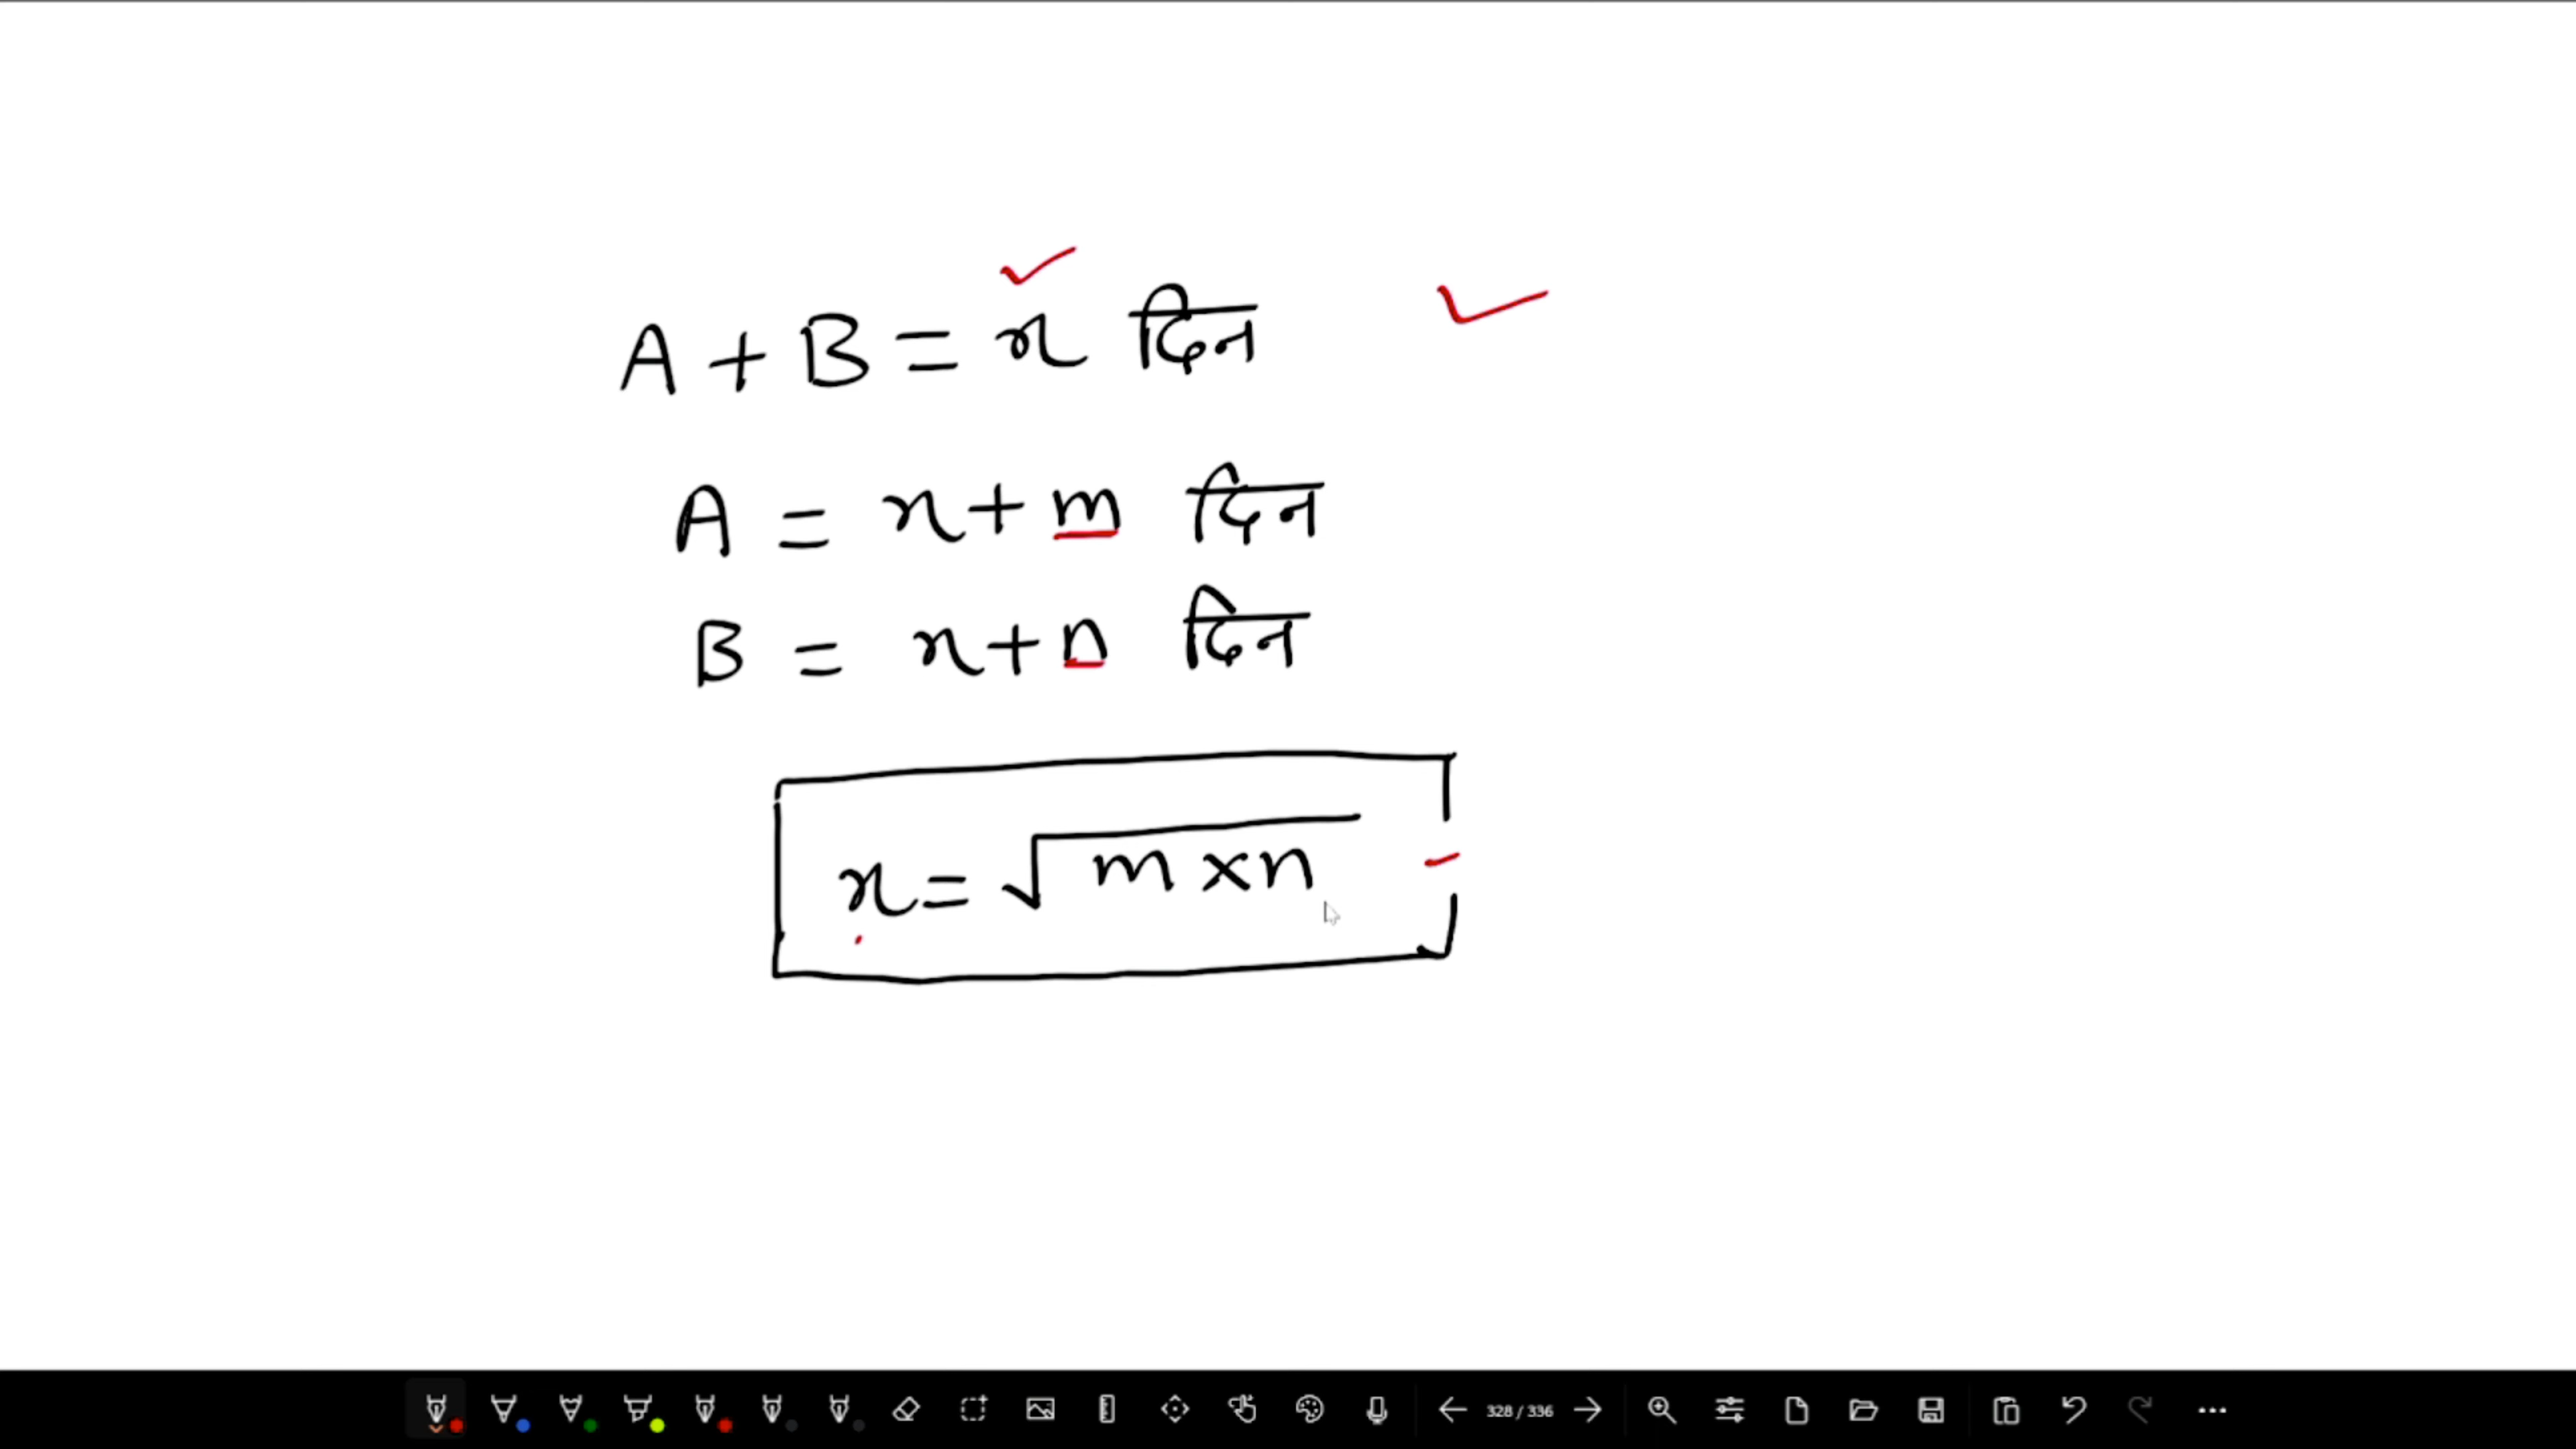 A + B = x दिन
A = x + m दिन
B = x + n दिन
x = √m × n
328 / 336